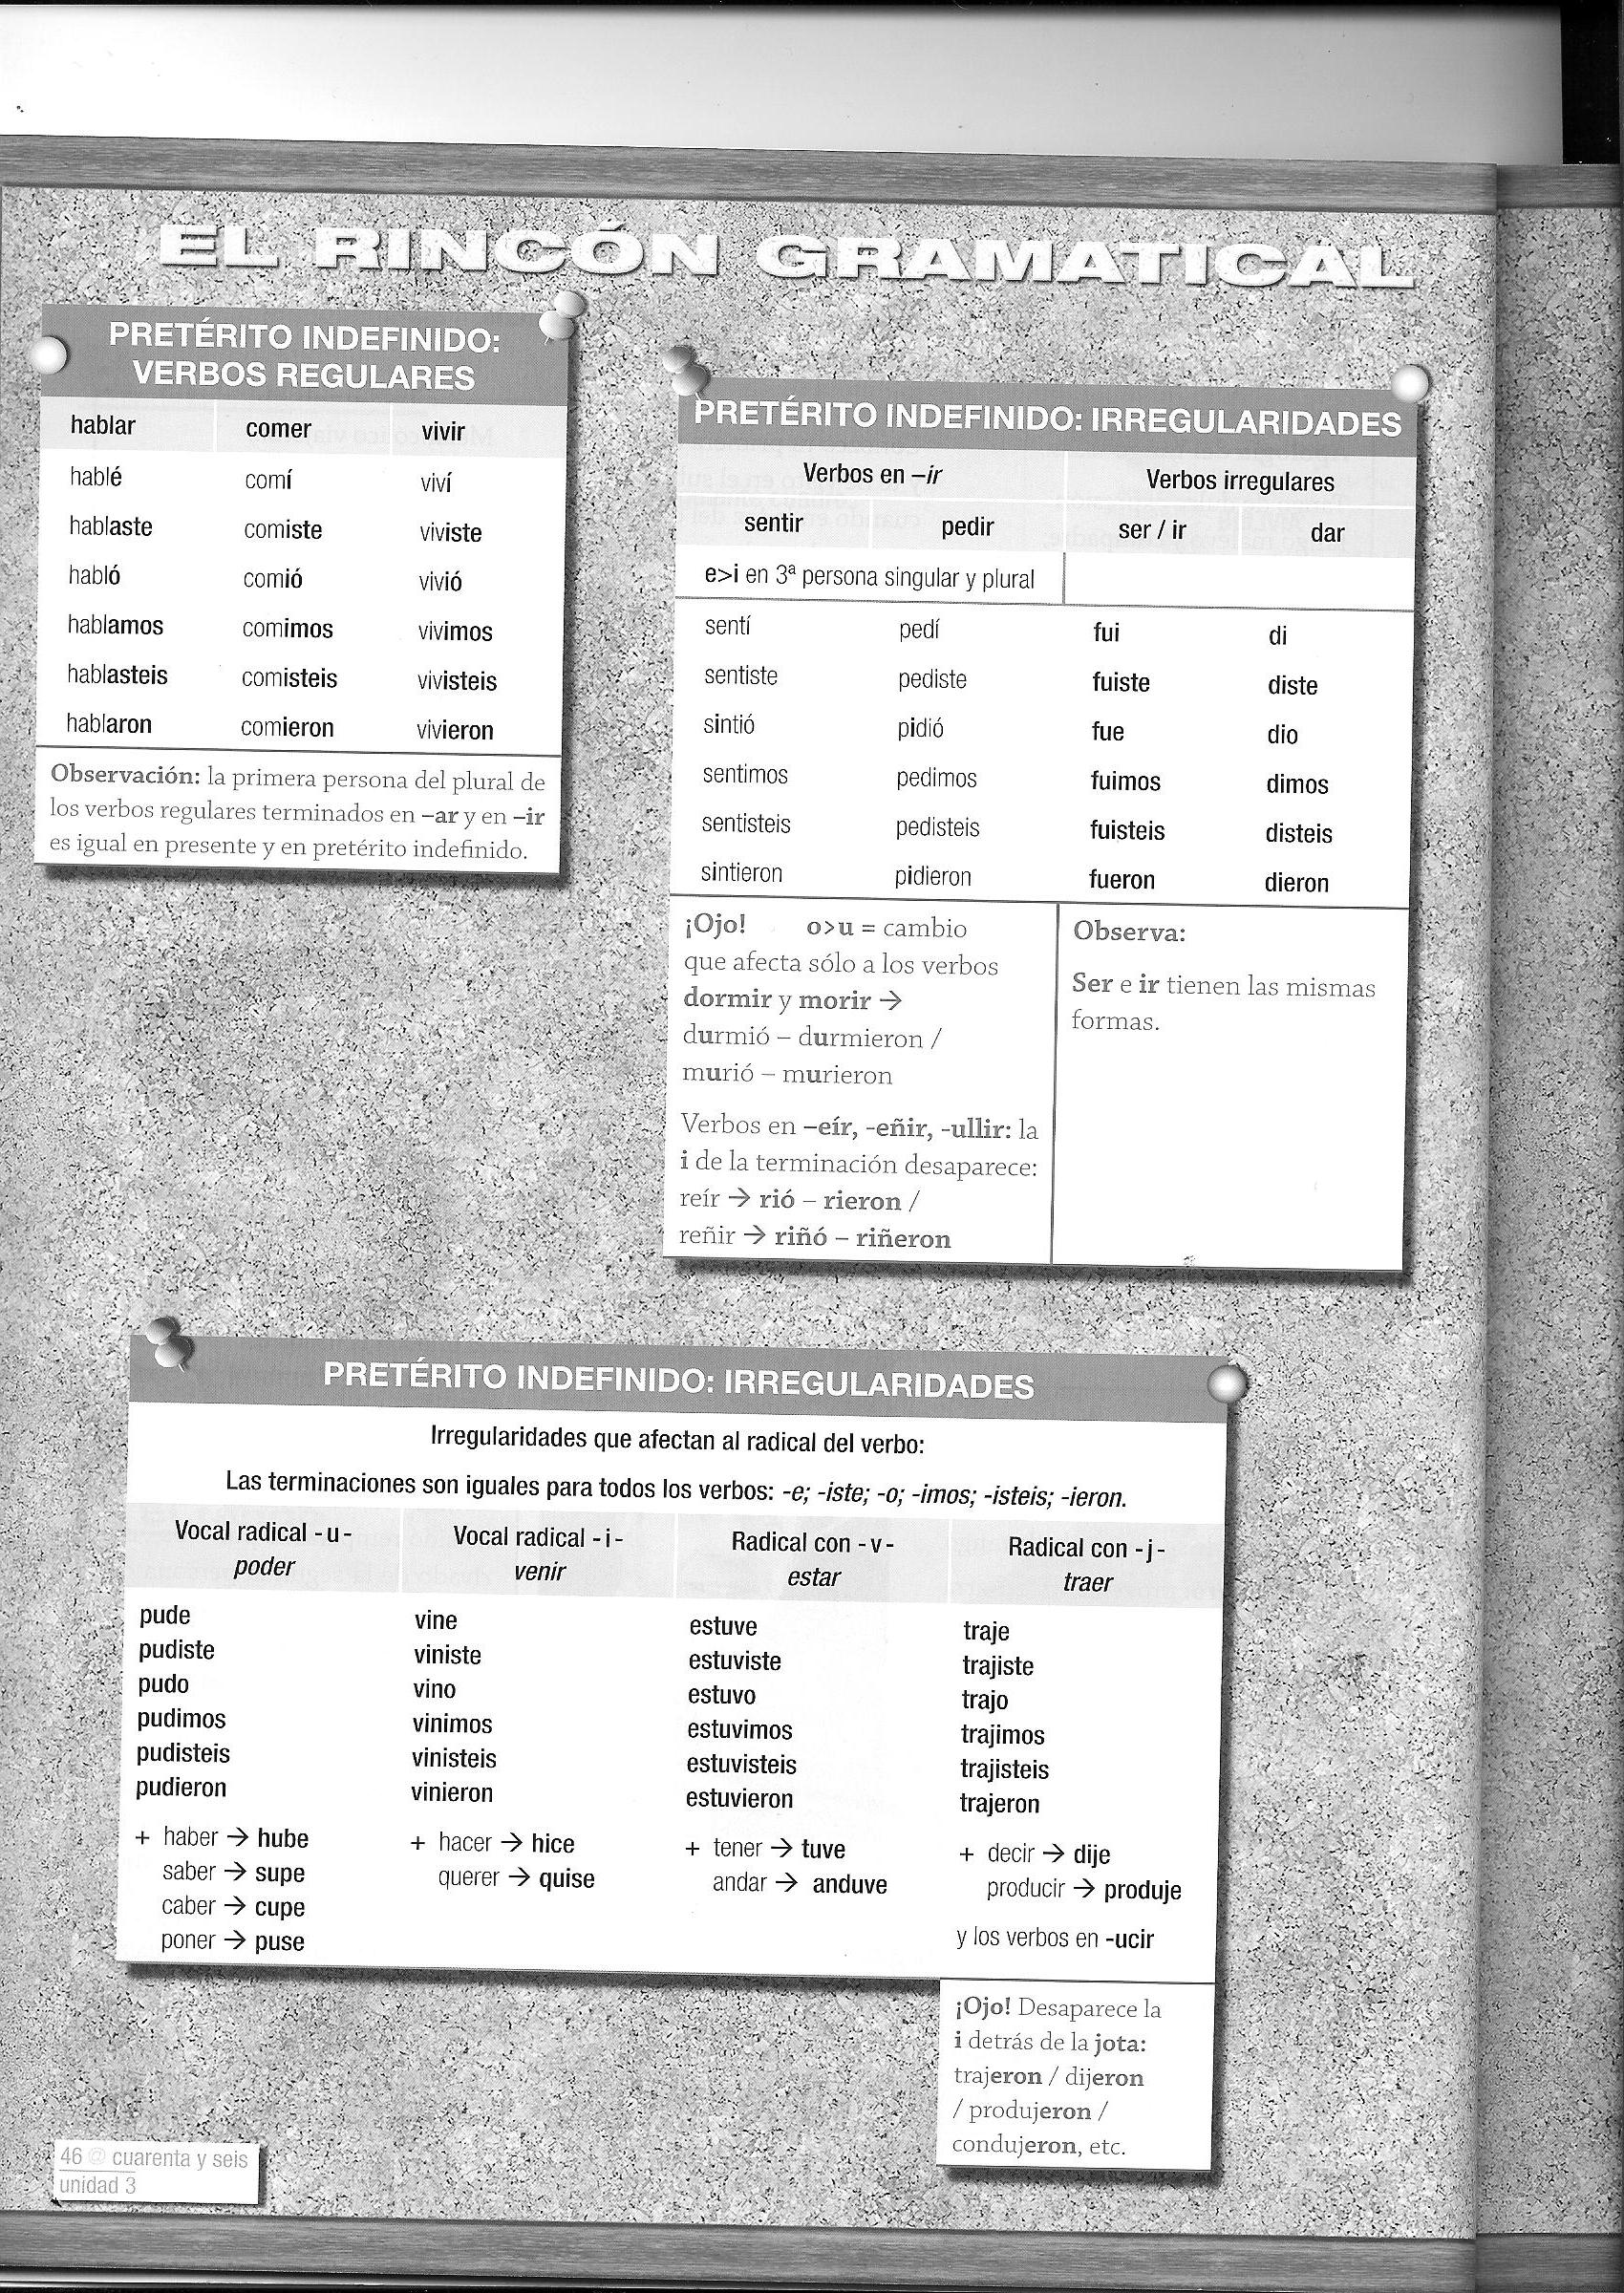 EL RINCÓN GRAMATICAL
PRETÉRITO INDEFINIDO:
VERBOS REGULARES
hablar comer vivir
hablé comí viví
hablaste comiste viviste
habló comió vivió
hablamos comimos vivimos
hablasteis comisteis vivisteis
hablaron comieron vivieron
Observación: la primera persona del plural de
los verbos regulares terminados en –ar y en –ir
es igual en presente y en pretérito indefinido.
PRETÉRITO INDEFINIDO: IRREGULARIDADES
Verbos en –ir Verbos irregulares
sentir pedir ser / ir dar
e>i en 3ª persona singular y plural
sentí pedí fui di
sentiste pediste fuiste diste
sintió pidió fue dio
sentimos pedimos fuimos dimos
sentisteis pedisteis fuisteis disteis
sintieron pidieron fueron dieron
¡Ojo! o>u = cambio
que afecta sólo a los verbos
dormir y morir →
durmió – durmieron /
murió – murieron
Verbos en –eír, -eñir, -ullir: la
i de la terminación desaparece:
reír → rió – rieron /
reñir → riñó – riñeron
Observa:
Ser e ir tienen las mismas
formas.
PRETÉRITO INDEFINIDO: IRREGULARIDADES
Irregularidades que afectan al radical del verbo:
Las terminaciones son iguales para todos los verbos: -e; -iste; -o; -imos; -isteis; -ieron.
Vocal radical - u - Vocal radical - i - Radical con - v - Radical con - j -
poder venir estar traer
pude vine estuve traje
pudiste viniste estuviste trajiste
pudo vino estuvo trajo
pudimos vinimos estuvimos trajimos
pudisteis vinisteis estuvisteis trajisteis
pudieron vinieron estuvieron trajeron
+ haber → hube + hacer → hice + tener → tuve + decir → dije
saber → supe querer → quise andar → anduve producir → produje
caber → cupe
poner → puse y los verbos en -ucir
¡Ojo! Desaparece la
i detrás de la jota:
trajeron / dijeron
/ produjeron /
condujeron, etc.
46 @ cuarenta y seis
unidad 3